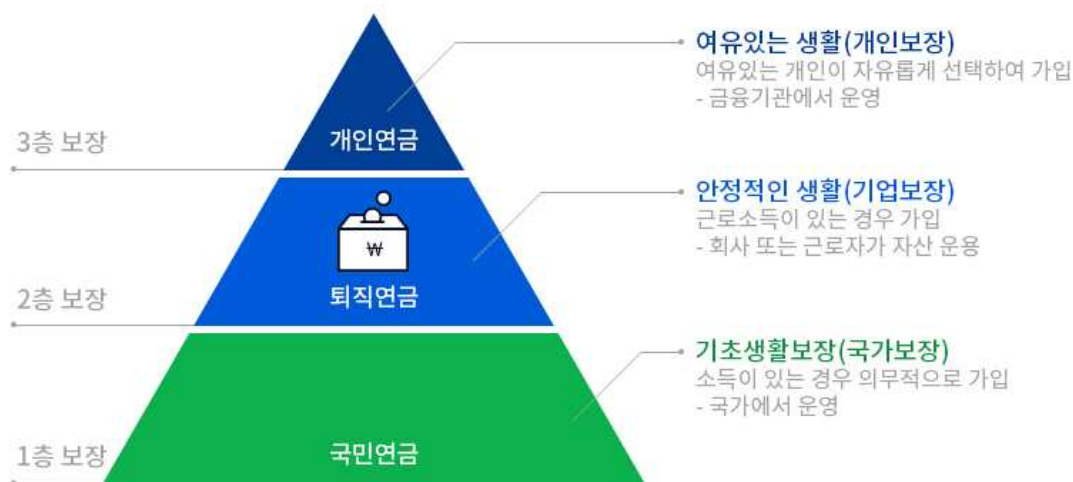 여유있는 생활(개인보장)
여유있는 개인이 자유롭게 선택하여 가입
- 금융기관에서 운영
3층 보장
개인연금
안정적인 생활(기업보장)
근로소득이 있는 경우 가입
- 회사 또는 근로자가 자산 운용
₩
2층 보장
퇴직연금
기초생활보장(국가보장)
소득이 있는 경우 의무적으로 가입
- 국가에서 운영
1층 보장
국민연금